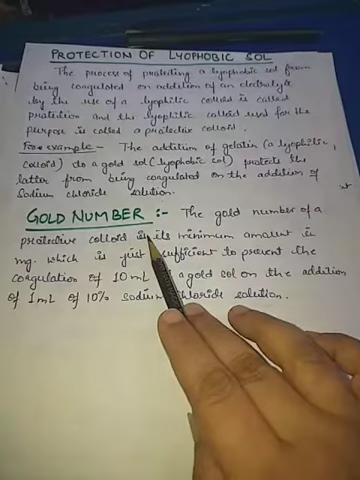 PROTECTION OF LYOPHOBIC SOL
The process of protecting a lyophobic sol from
being coagulated on addition of an electrolyte
by the use of a lyophilic colloid is called
protection and the lyophilic colloid used for the
purpose is called a protective colloid.
For example - The addition of gelatin (a lyophilic
colloid) to a gold sol (lyophobic sol) protects the
latter from being coagulated on the addition of
Sodium chloride solution.
GOLD NUMBER :- The gold number of a
protective colloid is its minimum amount in
mg. which is just sufficient to prevent the
coagulation of 10 mL a gold sol on the addition
of 1 mL of 10% sodium chloride solution.